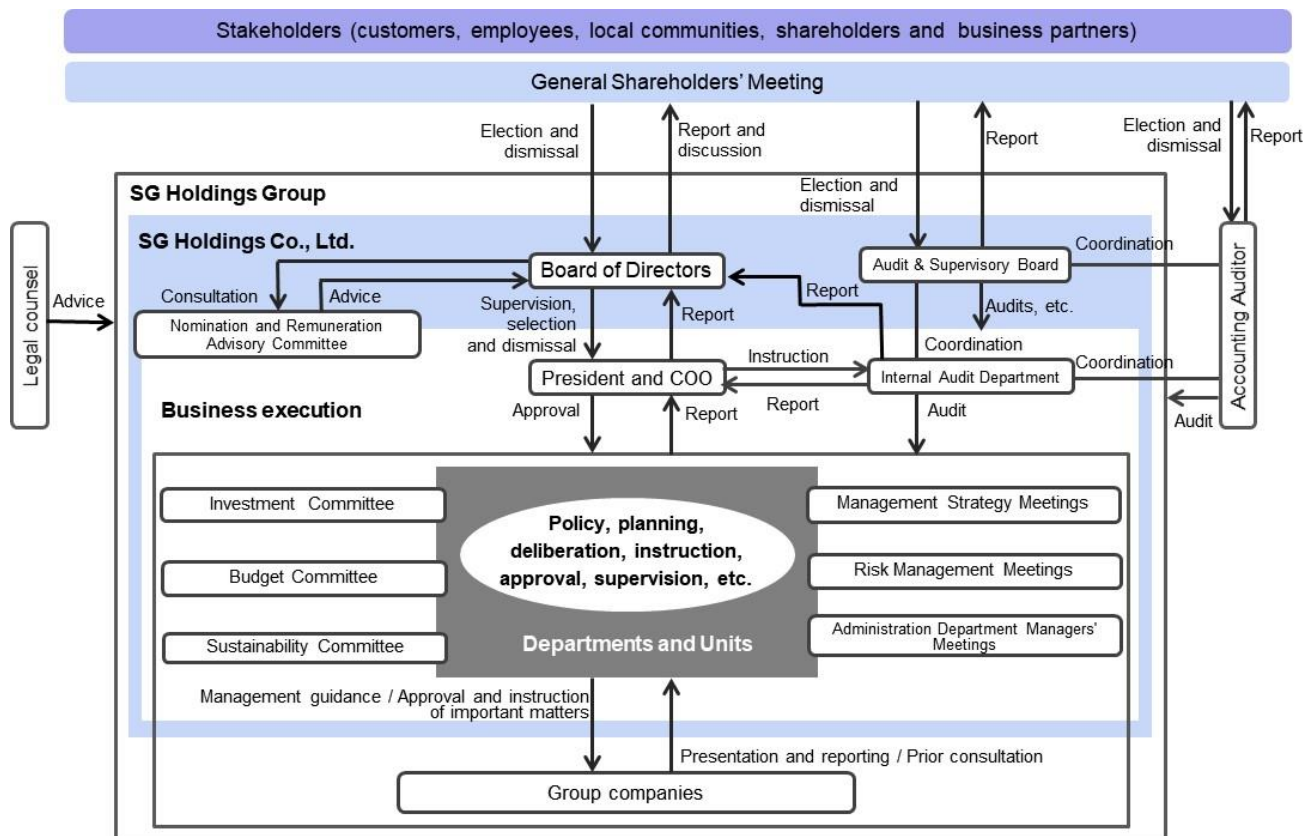 Stakeholders (customers, employees, local communities, shareholders and business partners)
General Shareholders' Meeting
Election and
dismissal
Report and
discussion
Election and
dismissal
Report
Election and
dismissal
Report
SG Holdings Group
SG Holdings Co., Ltd.
Legal counsel
Advice
Board of Directors
Audit & Supervisory Board
Coordination
Accounting Auditor
Consultation
Advice
Nomination and Remuneration
Advisory Committee
Supervision,
selection
and dismissal
Report
Report
Audits, etc.
Coordination
Instruction
President and COO
Internal Audit Department
Coordination
Report
Audit
Business execution
Approval
Report
Audit
Investment Committee
Budget Committee
Sustainability Committee
Policy, planning,
deliberation, instruction,
approval, supervision, etc.
Departments and Units
Management Strategy Meetings
Risk Management Meetings
Administration Department Managers'
Meetings
Management guidance / Approval and instruction
of important matters
Presentation and reporting / Prior consultation
Group companies